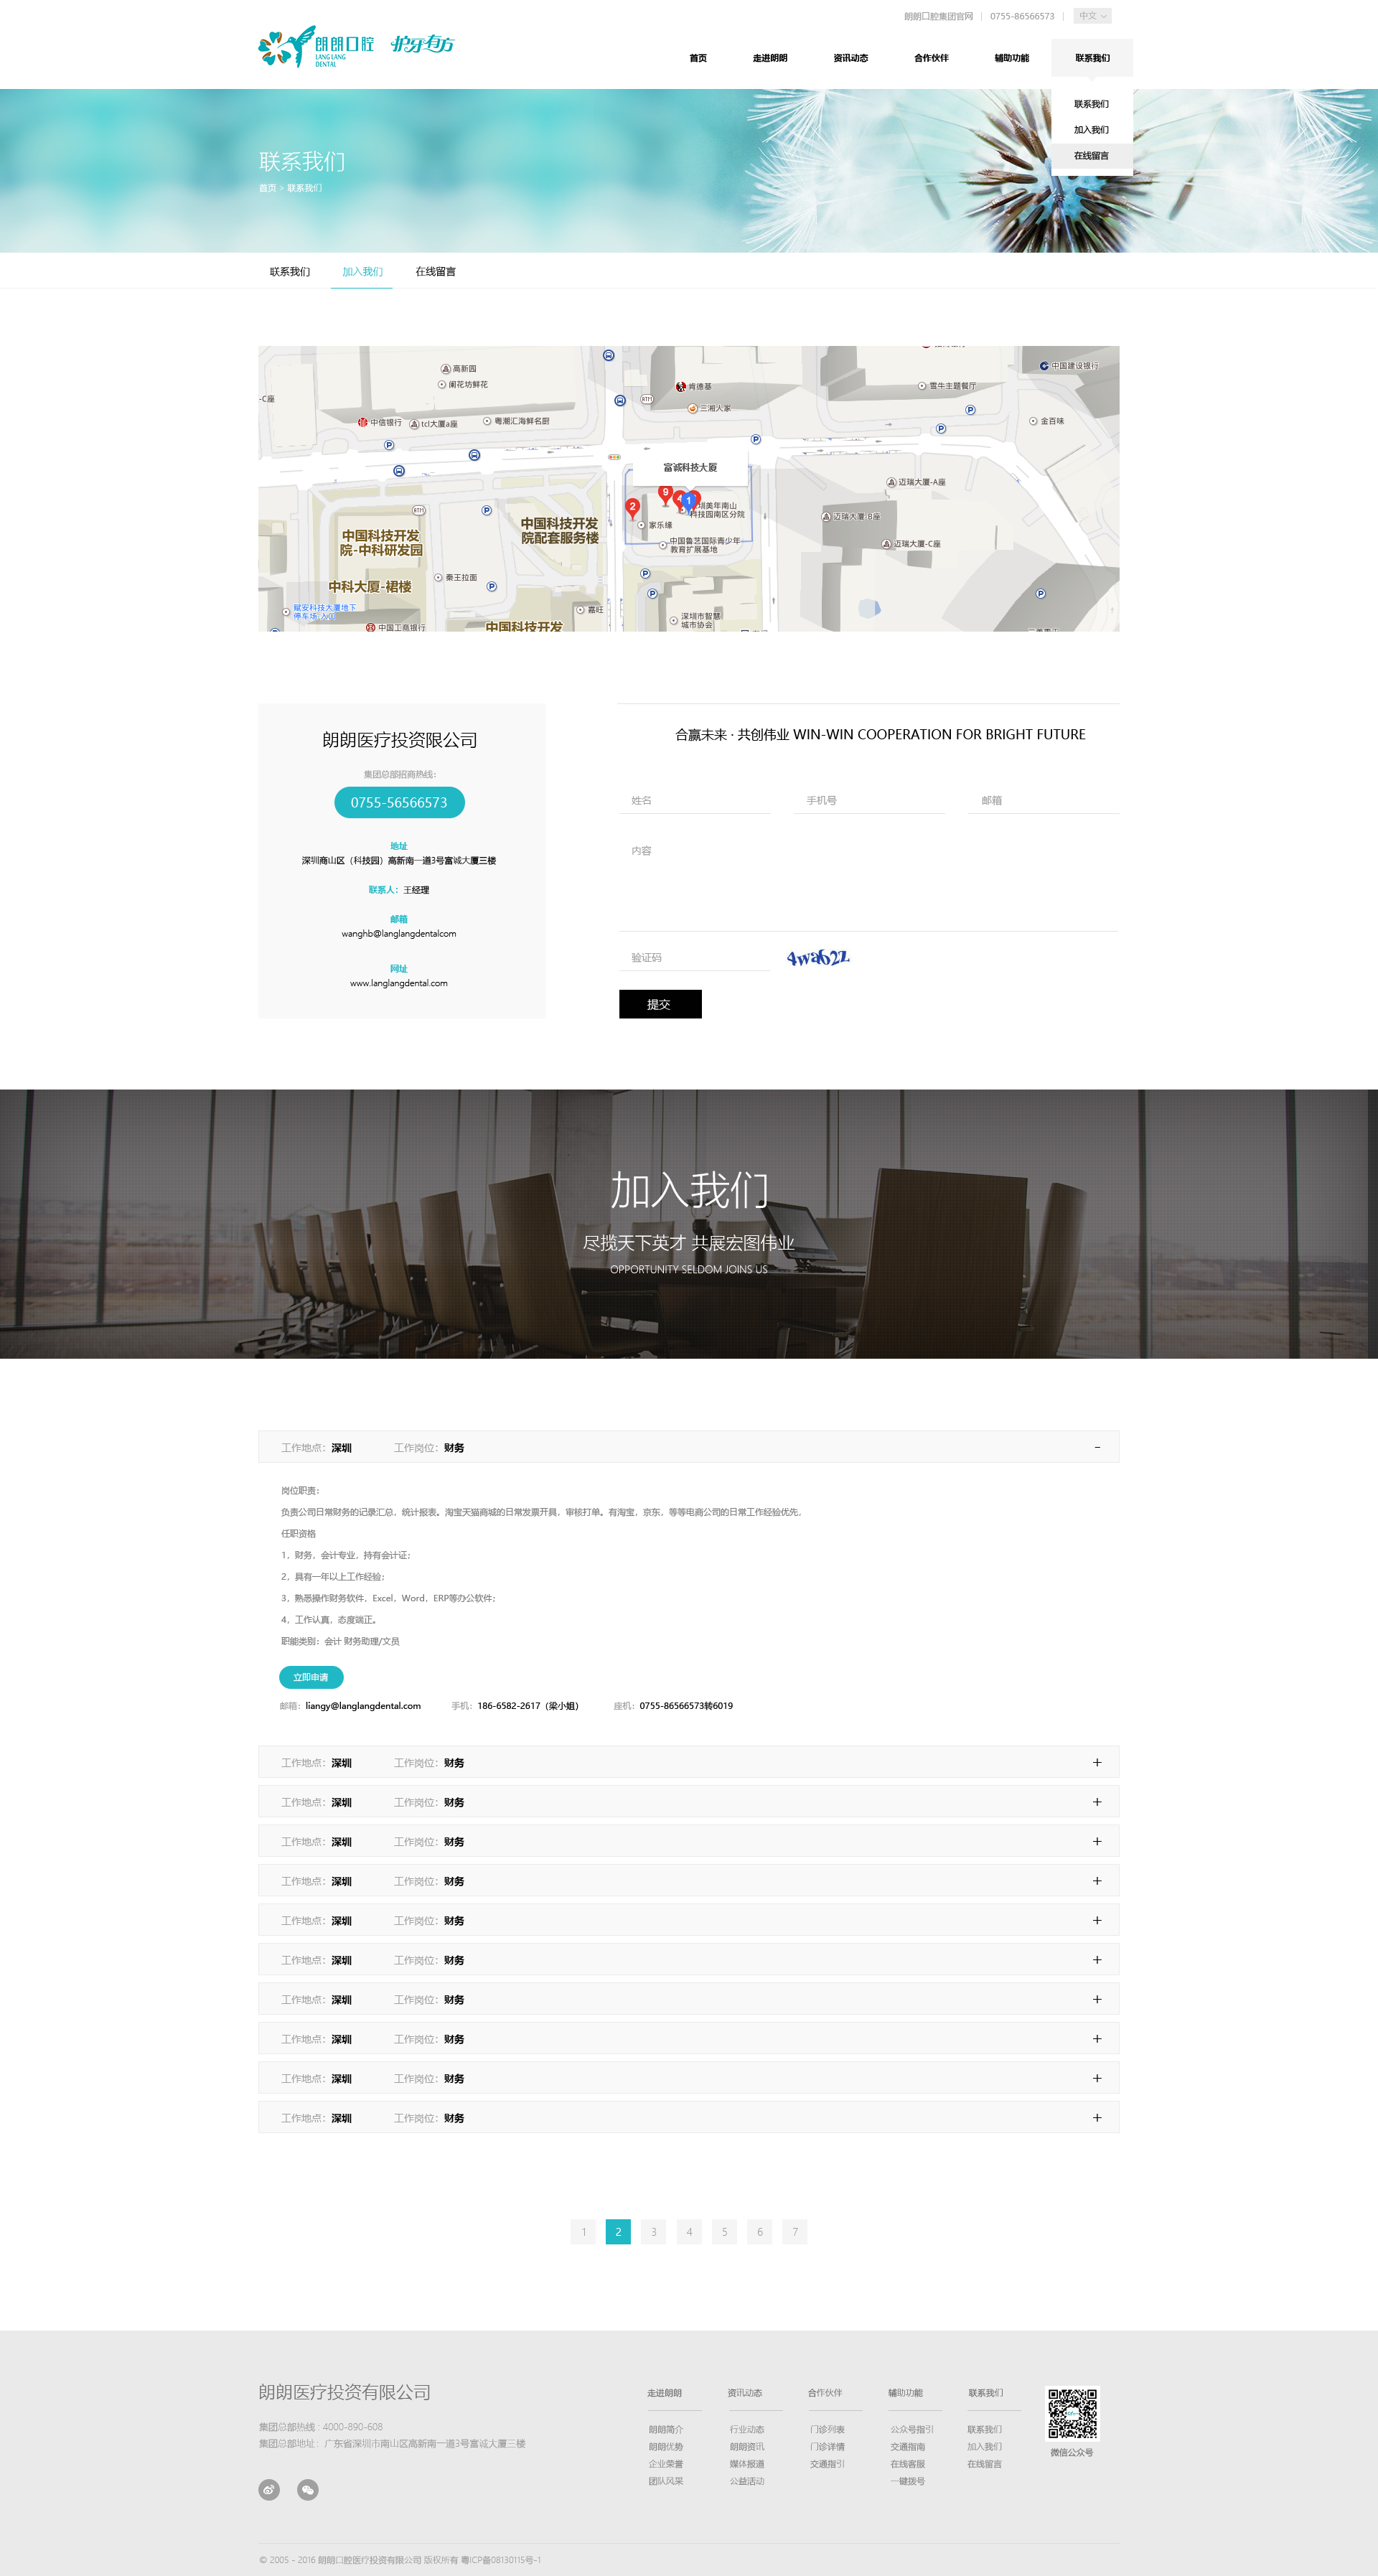 朗朗口腔集团官网 | 0755-86566573 | 中文
朗朗口腔
LANG LANG
DENTAL
护牙有方
首页 走进朗朗 资讯动态 合作伙伴 辅助功能 联系我们
联系我们
加入我们
在线留言
联系我们
首页 > 联系我们
联系我们 加入我们 在线留言
高新园
阑花坊鲜花
-C座
中信银行
tcl大厦a座
粤潮汇海鲜名厨
肯德基
三湘人家
雪牛主题餐厅
中国建设银行
金百味
富诚科技大厦
迈瑞大厦-A座
迈瑞大厦-B座
迈瑞大厦-C座
深圳美年南山
科技园南区分院
家乐缘
中国鲁艺国际青少年
教育扩展基地
中国科技开发
院-中科研发园
中国科技开发
院配套服务楼
中科大厦-裙楼
秦王拉面
赋安科技大厦地下
停车场-入口
中国工商银行
中国科技开发
嘉旺
深圳市智慧
城市协会
朗朗医疗投资限公司
集团总部招商热线：
0755-56566573
地址
深圳商山区（科技园）高新南一道3号富诚大厦三楼
联系人：王经理
邮箱
wanghb@langlangdentalcom
网址
www.langlangdental.com
合赢未来 · 共创伟业 WIN-WIN COOPERATION FOR BRIGHT FUTURE
姓名 手机号 邮箱
内容
验证码 4wab2z
提交
加入我们
尽揽天下英才 共展宏图伟业
OPPORTUNITY SELDOM JOINS US
工作地点：深圳 工作岗位：财务 -
岗位职责：
负责公司日常财务的记录汇总，统计报表。淘宝天猫商城的日常发票开具，审核打单。有淘宝，京东，等等电商公司的日常工作经验优先，
任职资格
1，财务，会计专业，持有会计证；
2，具有一年以上工作经验；
3，熟悉操作财务软件，Excel，Word，ERP等办公软件；
4，工作认真，态度端正。
职能类别：会计 财务助理/文员
立即申请
邮箱：liangy@langlangdental.com 手机：186-6582-2617（梁小姐） 座机：0755-86566573转6019
工作地点：深圳 工作岗位：财务 +
工作地点：深圳 工作岗位：财务 +
工作地点：深圳 工作岗位：财务 +
工作地点：深圳 工作岗位：财务 +
工作地点：深圳 工作岗位：财务 +
工作地点：深圳 工作岗位：财务 +
工作地点：深圳 工作岗位：财务 +
工作地点：深圳 工作岗位：财务 +
工作地点：深圳 工作岗位：财务 +
工作地点：深圳 工作岗位：财务 +
1 2 3 4 5 6 7
朗朗医疗投资有限公司
集团总部热线：4000-890-608
集团总部地址：广东省深圳市南山区高新南一道3号富诚大厦三楼
走进朗朗
朗朗简介
朗朗优势
企业荣誉
团队风采
资讯动态
行业动态
朗朗资讯
媒体报道
公益活动
合作伙伴
门诊列表
门诊详情
交通指引
辅助功能
公众号指引
交通指南
在线客服
一键拨号
联系我们
联系我们
加入我们
在线留言
微信公众号
© 2005 - 2016 朗朗口腔医疗投资有限公司 版权所有 粤ICP备08130115号-1